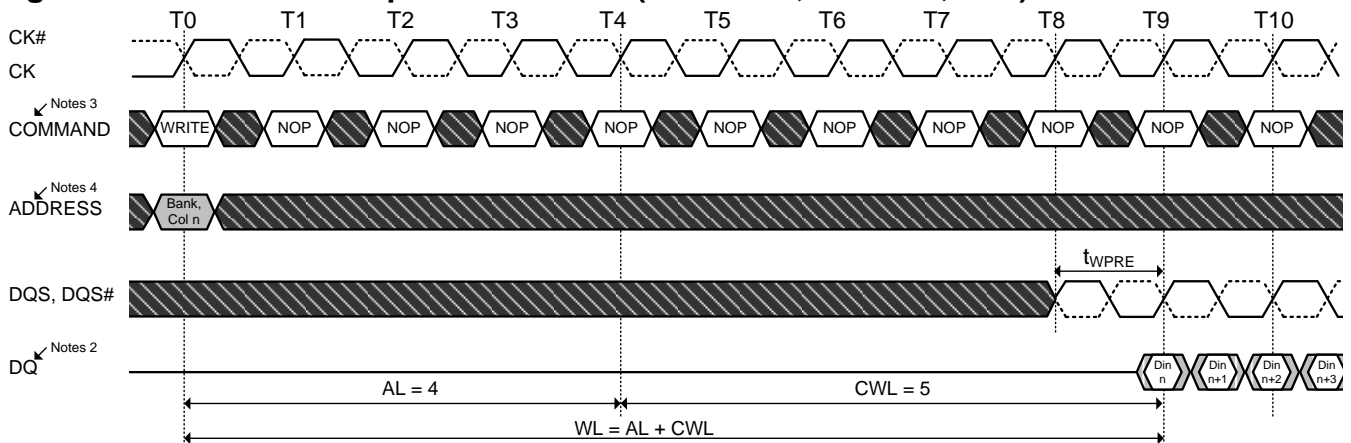 T0 T1 T2 T3 T4 T5 T6 T7 T8 T9 T10
CK#
CK
Notes 3
COMMAND WRITE NOP NOP NOP NOP NOP NOP NOP NOP NOP NOP
Notes 4
ADDRESS
Bank,
Col n
tWPRE
DQS, DQS#
Notes 2
DQ
Din n
Din n+1
Din n+2
Din n+3
AL = 4 CWL = 5
WL = AL + CWL